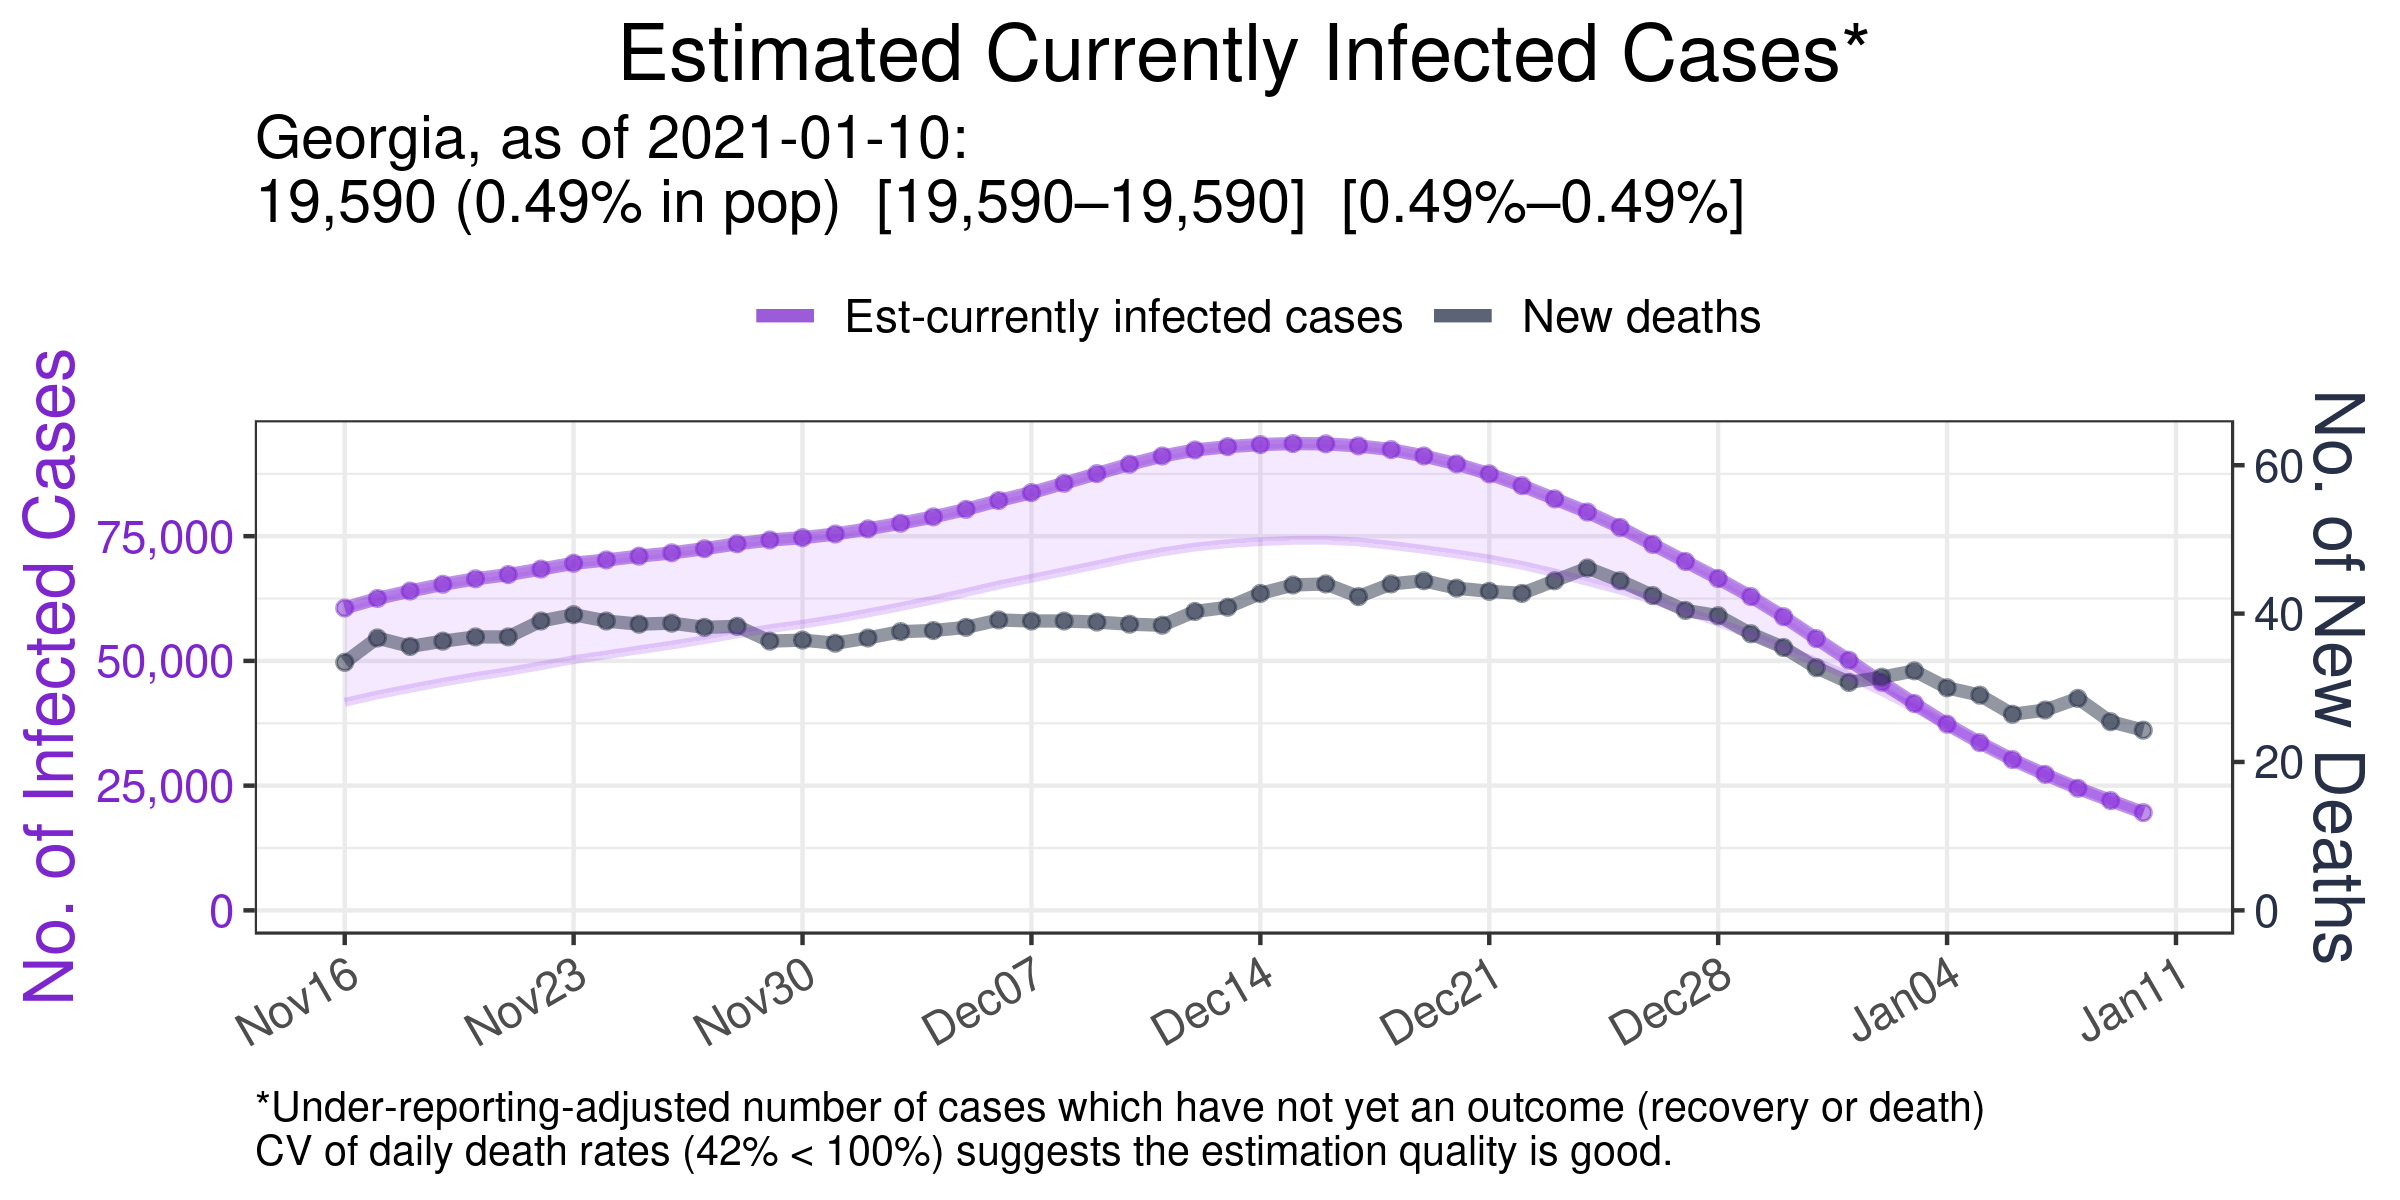 Estimated Currently Infected Cases*
Georgia, as of 2021-01-10:
19,590 (0.49% in pop)  [19,590–19,590]  [0.49%–0.49%]
Est-currently infected cases
New deaths
No. of Infected Cases
75,000
50,000
25,000
0
60
40
20
0
No. of New Deaths
Nov16
Nov23
Nov30
Dec07
Dec14
Dec21
Dec28
Jan04
Jan11
*Under-reporting-adjusted number of cases which have not yet an outcome (recovery or death)
CV of daily death rates (42% < 100%) suggests the estimation quality is good.